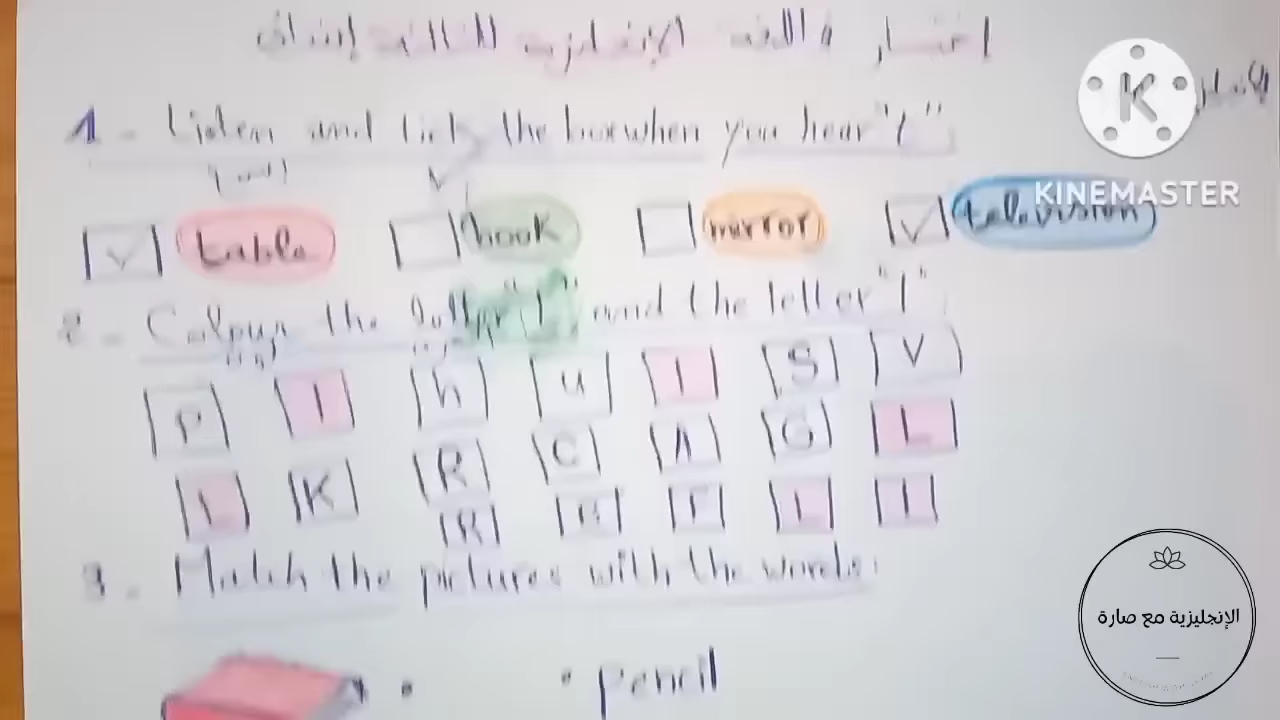 اختبار في اللغة الإنجليزية الثالثة إبتدائي
1 - Listen and tick the box when you hear "t"
table book mirror television
2 - Colour the letter "I" and the letter "L"
P I h u I S V
L K R C A G L
R E F L I
3 - Match the pictures with the words:
pencil
K
KINEMASTER
الإنجليزية مع صارة